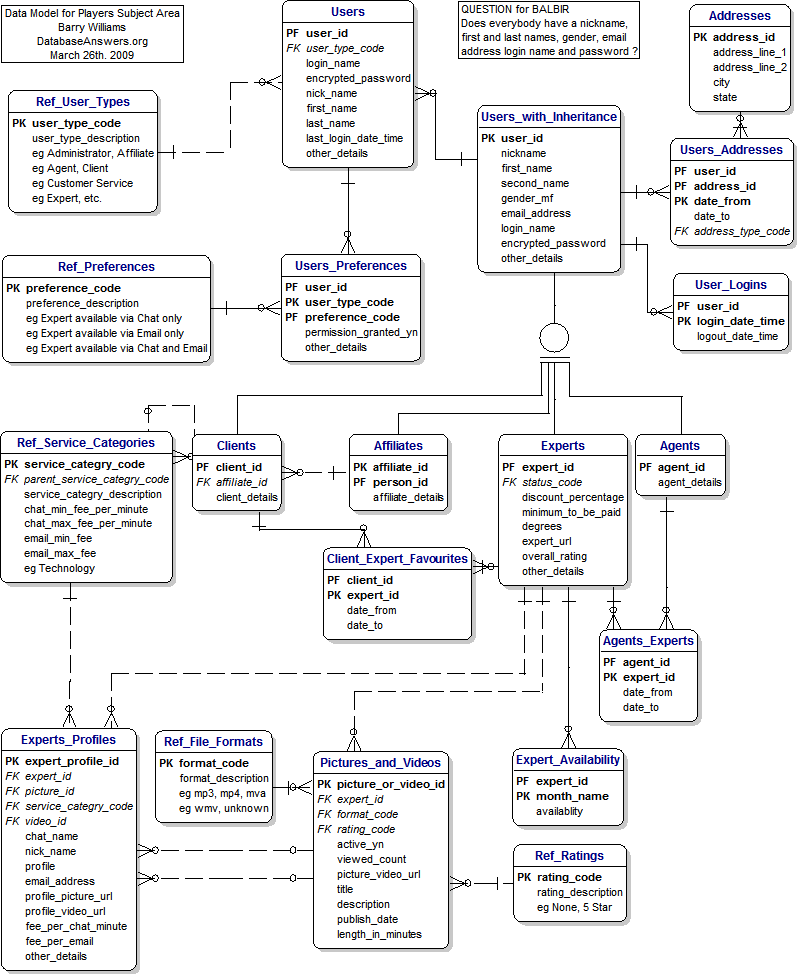 Data Model for Players Subject Area
Barry Williams
DatabaseAnswers.org
March 26th. 2009
Users
PF user_id
FK user_type_code
login_name
encrypted_password
nick_name
first_name
last_name
last_login_date_time
other_details
QUESTION for BALBIR
Does everybody have a nickname,
first and last names, gender, email
address login name and password ?
Addresses
PK address_id
address_line_1
address_line_2
city
state
Ref_User_Types
PK user_type_code
user_type_description
eg Administrator, Affiliate
eg Agent, Client
eg Customer Service
eg Expert, etc.
Users_with_Inheritance
PK user_id
nickname
first_name
second_name
gender_mf
email_address
login_name
encrypted_password
other_details
Users_Addresses
PF user_id
PF address_id
PK date_from
date_to
FK address_type_code
Ref_Preferences
PK preference_code
preference_description
eg Expert available via Chat only
eg Expert available via Email only
eg Expert available via Chat and Email
Users_Preferences
PF user_id
PK user_type_code
PF preference_code
permission_granted_yn
other_details
User_Logins
PF user_id
PK login_date_time
logout_date_time
Ref_Service_Categories
PK service_categry_code
FK parent_service_categry_code
service_categry_description
chat_min_fee_per_minute
chat_max_fee_per_minute
email_min_fee
email_max_fee
eg Technology
Clients
PF client_id
FK affiliate_id
client_details
Affiliates
PK affiliate_id
PF person_id
affiliate_details
Experts
PF expert_id
FK status_code
discount_percentage
minimum_to_be_paid
degrees
expert_url
overall_rating
other_details
Agents
PF agent_id
agent_details
Client_Expert_Favourites
PF client_id
PK expert_id
date_from
date_to
Agents_Experts
PF agent_id
PK expert_id
date_from
date_to
Experts_Profiles
PK expert_profile_id
FK expert_id
FK picture_id
FK service_categry_code
FK video_id
chat_name
nick_name
profile
email_address
profile_picture_url
profile_video_url
fee_per_chat_minute
fee_per_email
other_details
Ref_File_Formats
PK format_code
format_description
eg mp3, mp4, mva
eg wmv, unknown
Pictures_and_Videos
PK picture_or_video_id
FK expert_id
FK format_code
FK rating_code
active_yn
viewed_count
picture_video_url
title
description
publish_date
length_in_minutes
Expert_Availability
PF expert_id
PK month_name
availablity
Ref_Ratings
PK rating_code
rating_description
eg None, 5 Star